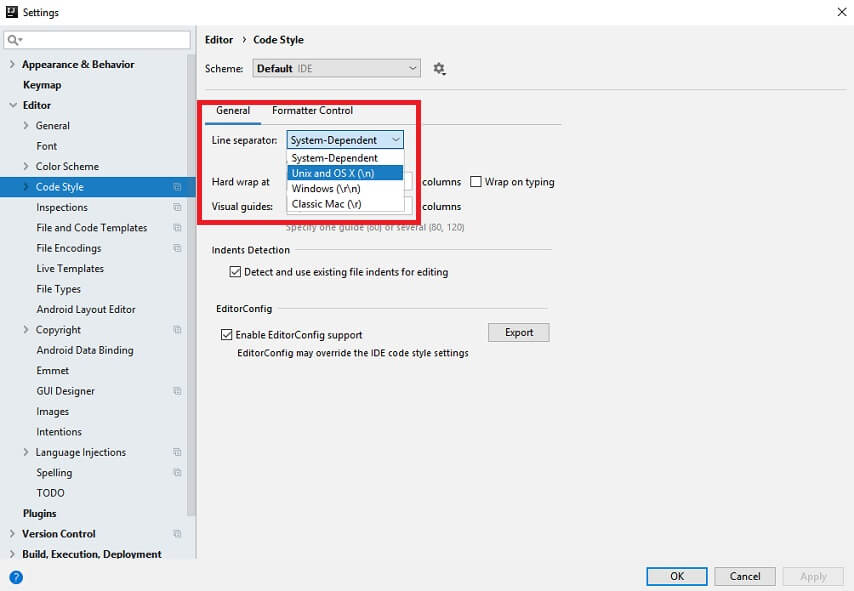 Settings
Editor › Code Style
Scheme: Default IDE
Appearance & Behavior
Keymap
Editor
General
Font
Color Scheme
Code Style
Inspections
File and Code Templates
File Encodings
Live Templates
File Types
Android Layout Editor
Copyright
Android Data Binding
Emmet
GUI Designer
Images
Intentions
Language Injections
Spelling
TODO
Plugins
Version Control
Build, Execution, Deployment
General Formatter Control
Line separator: System-Dependent
System-Dependent
Unix and OS X (\n)
Windows (\r\n)
Classic Mac (\r)
Hard wrap at columns Wrap on typing
Visual guides: columns
Specify one guide (80) or several (80, 120)
Indents Detection
Detect and use existing file indents for editing
EditorConfig
Enable EditorConfig support Export
EditorConfig may override the IDE code style settings
? OK Cancel Apply